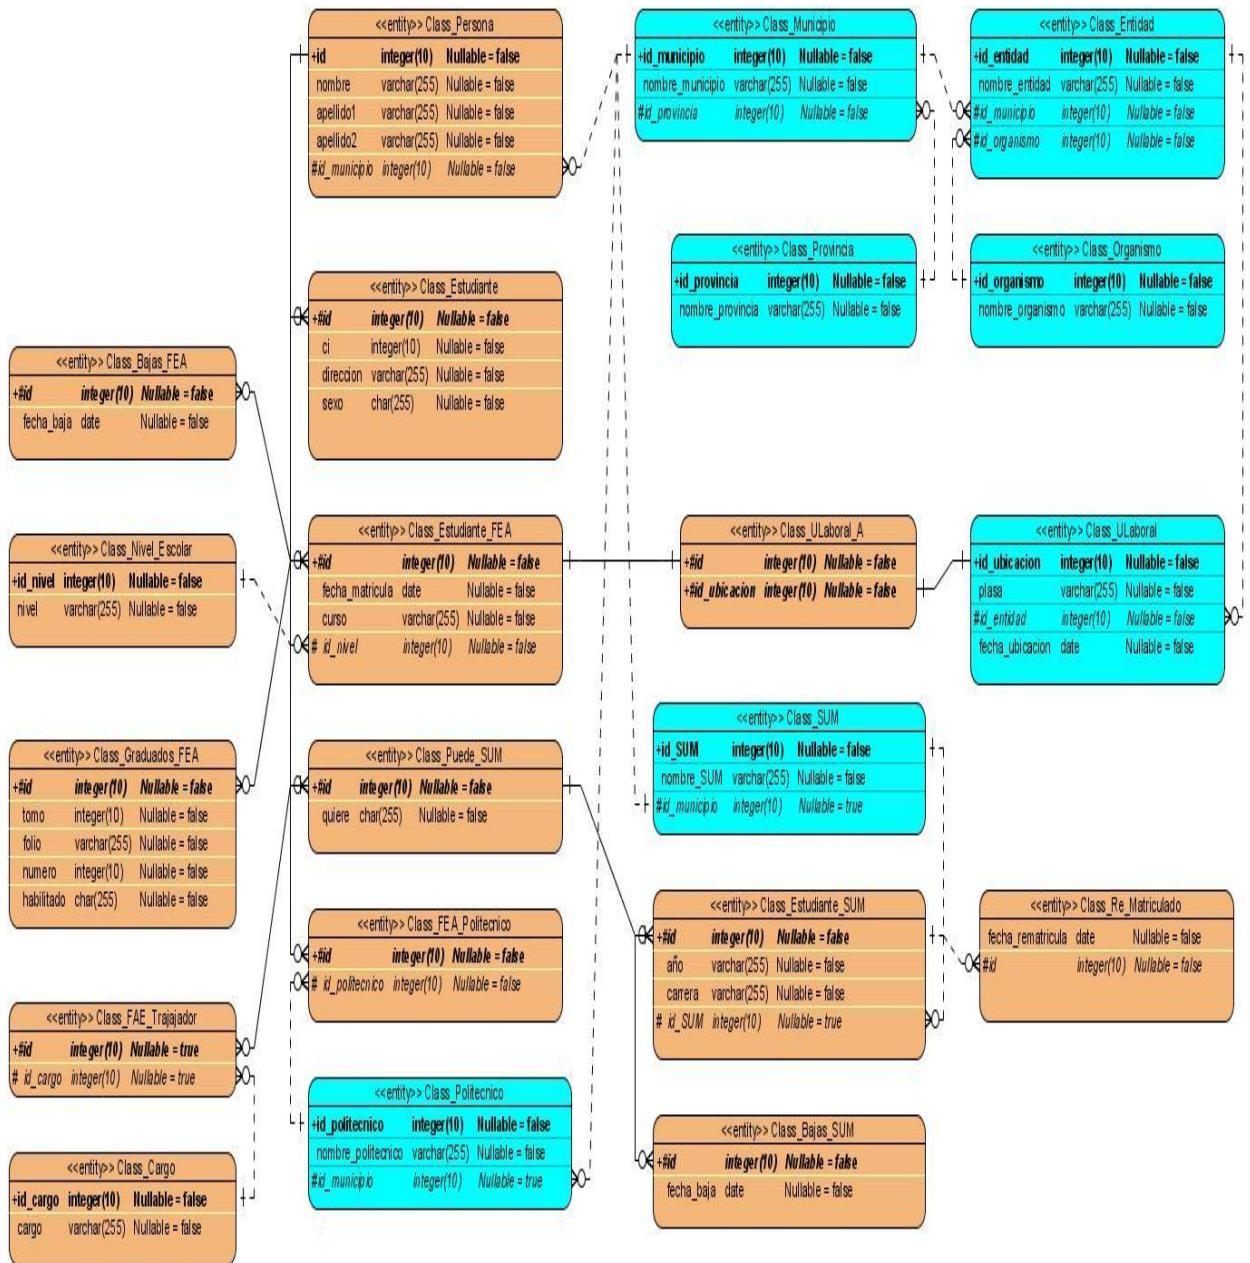 <<entity>> Class_Persona
+id integer(10) Nullable = false
nombre varchar(255) Nullable = false
apellido1 varchar(255) Nullable = false
apellido2 varchar(255) Nullable = false
#id_municipio integer(10) Nullable = false
<<entity>> Class_Municipio
+id_municipio integer(10) Nullable = false
nombre_municipio varchar(255) Nullable = false
#id_provincia integer(10) Nullable = false
<<entity>> Class_Entidad
+id_entidad integer(10) Nullable = false
nombre_entidad varchar(255) Nullable = false
#id_municipio integer(10) Nullable = false
#id_organismo integer(10) Nullable = false
<<entity>> Class_Provincia
+id_provincia integer(10) Nullable = false
nombre_provincia varchar(255) Nullable = false
<<entity>> Class_Organismo
+id_organismo integer(10) Nullable = false
nombre_organismo varchar(255) Nullable = false
<<entity>> Class_Estudiante
+#id integer(10) Nullable = false
ci integer(10) Nullable = false
direccion varchar(255) Nullable = false
sexo char(255) Nullable = false
<<entity>> Class_Bajas_FEA
+#id integer(10) Nullable = false
fecha_baja date Nullable = false
<<entity>> Class_Nivel_Escolar
+id_nivel integer(10) Nullable = false
nivel varchar(255) Nullable = false
<<entity>> Class_Estudiante_FEA
+#id integer(10) Nullable = false
fecha_matricula date Nullable = false
curso varchar(255) Nullable = false
# id_nivel integer(10) Nullable = false
<<entity>> Class_ULaboral_A
+#id integer(10) Nullable = false
+#id_ubicacion integer(10) Nullable = false
<<entity>> Class_ULaboral
+id_ubicacion integer(10) Nullable = false
plasa varchar(255) Nullable = false
#id_entidad integer(10) Nullable = false
fecha_ubicacion date Nullable = false
<<entity>> Class_Graduados_FEA
+#id integer(10) Nullable = false
tomo integer(10) Nullable = false
folio varchar(255) Nullable = false
numero integer(10) Nullable = false
habilitado char(255) Nullable = false
<<entity>> Class_Puede_SUM
+#id integer(10) Nullable = false
quiere char(255) Nullable = false
<<entity>> Class_SUM
+id_SUM integer(10) Nullable = false
nombre_SUM varchar(255) Nullable = false
#id_municipio integer(10) Nullable = true
<<entity>> Class_FEA_Politecnico
+#id integer(10) Nullable = false
# id_politecnico integer(10) Nullable = false
<<entity>> Class_Estudiante_SUM
+#id integer(10) Nullable = false
año varchar(255) Nullable = false
carrera varchar(255) Nullable = false
# id_SUM integer(10) Nullable = true
<<entity>> Class_Re_Matriculado
fecha_rematricula date Nullable = false
#id integer(10) Nullable = false
<<entity>> Class_FAE_Trajajador
+#id integer(10) Nullable = true
# id_cargo integer(10) Nullable = true
<<entity>> Class_Politecnico
+id_politecnico integer(10) Nullable = false
nombre_politecnico varchar(255) Nullable = false
#id_municipio integer(10) Nullable = true
<<entity>> Class_Bajas_SUM
+#id integer(10) Nullable = false
fecha_baja date Nullable = false
<<entity>> Class_Cargo
+id_cargo integer(10) Nullable = false
cargo varchar(255) Nullable = false